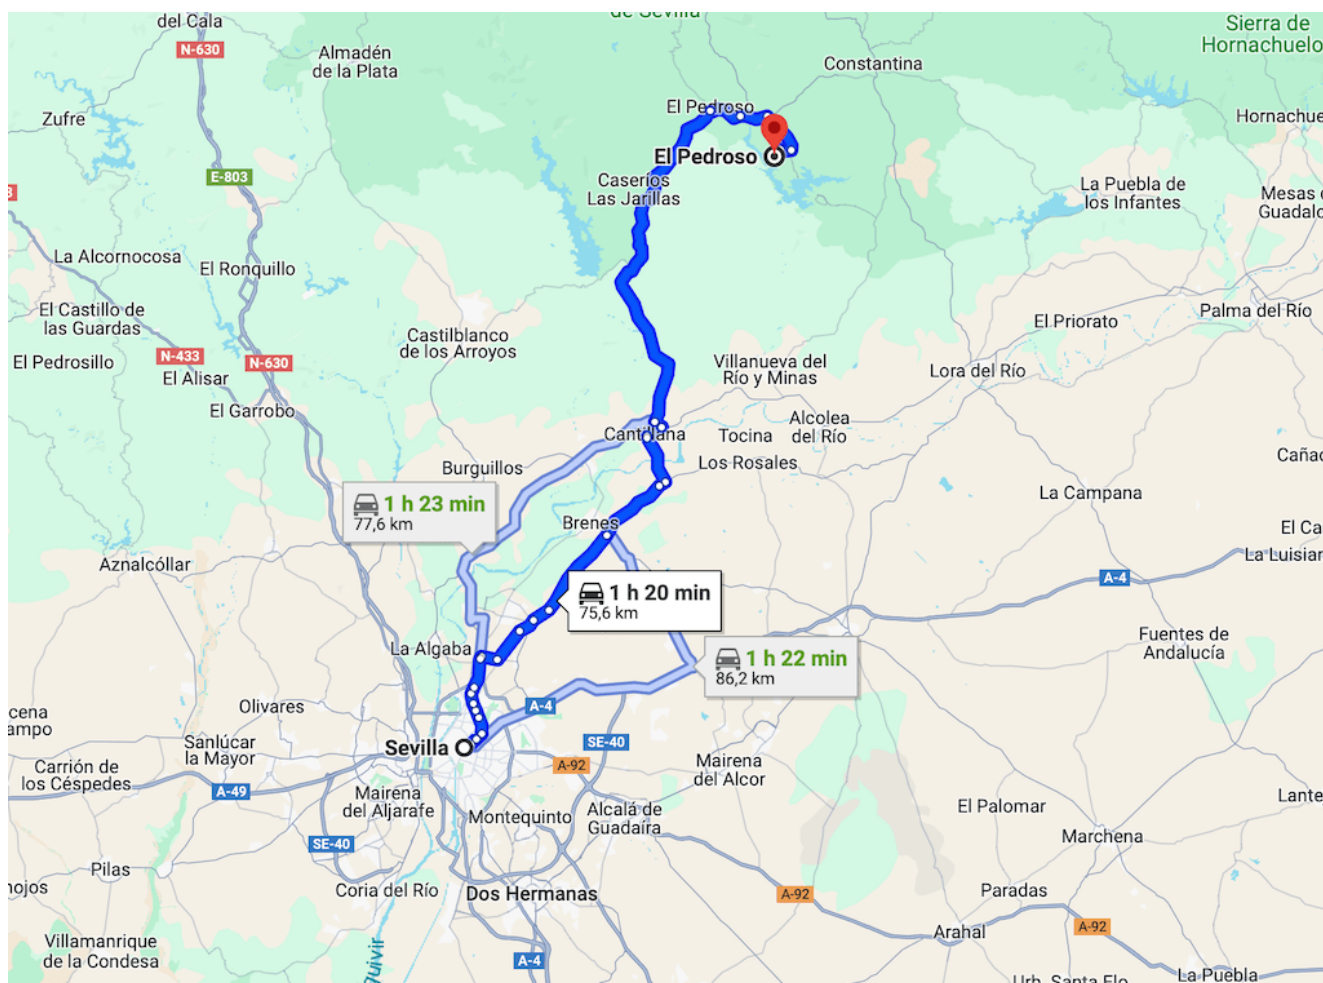 de Sevilla
del Cala
N-630
Almadén
de la Plata
Constantina
Sierra de
Hornachuelo
Zufre
El Pedroso
Hornachue
El Pedroso
E-803
Caseríos
Las Jarillas
La Puebla de
los Infantes
Mesas
Guadalo
La Alcornocosa
El Ronquillo
El Castillo de
las Guardas
Palma del Río
El Priorato
Castilblanco
de los Arroyos
El Pedrosillo
N-433
N-630
El Alisar
Villanueva del
Río y Minas
Lora del Río
El Garrobo
Cantillana
Tocina
Alcolea
del Río
Burguillos
Los Rosales
Cañad
La Campana
1 h 23 min
77,6 km
Brenes
El Ca
La Luisian
Aznalcóllar
A-4
1 h 20 min
75,6 km
Fuentes de
Andalucía
La Algaba
1 h 22 min
86,2 km
Olivares
A-4
cena
ampo
Sanlúcar
la Mayor
Sevilla
SE-40
Carrión de
los Céspedes
A-92
Mairena
del Alcor
A-49
Mairena
del Aljarafe
Montequinto
Alcalá de
Guadaíra
El Palomar
Lante
SE-40
Marchena
Pilas
nojos
Coria del Río
Dos Hermanas
A-92
Paradas
A-92
Arahal
Villamanrique
de la Condesa
quivir
A-4
La Puebla